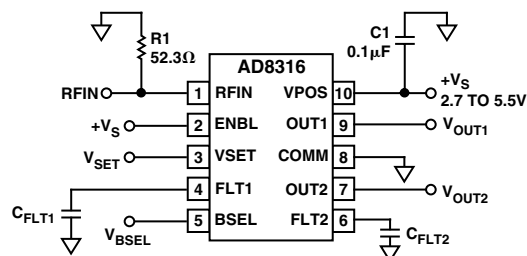 R1
52.3Ω
C1
0.1µF
AD8316
RFIN
1 RFIN
VPOS 10
+VS
2.7 TO 5.5V
+VS
2 ENBL
OUT1 9
VOUT1
VSET
3 VSET
COMM 8
4 FLT1
OUT2 7
VOUT2
CFLT1
VBSEL
5 BSEL
FLT2 6
CFLT2